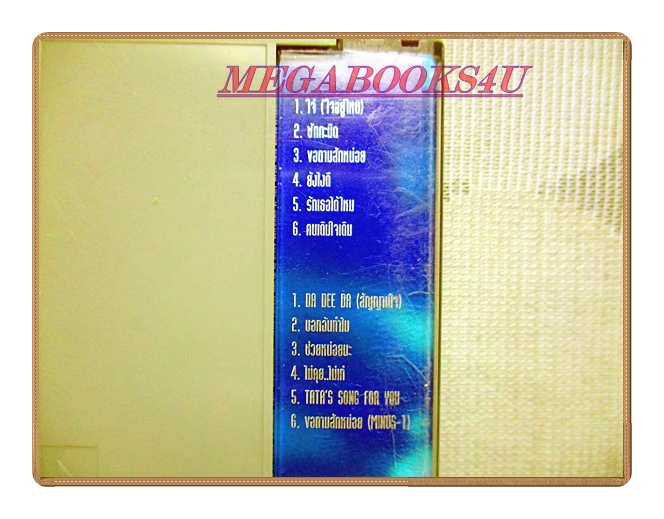 MEGABOOKS4U
1. ใจ (ใจอยู่ไหน)
2. ซักกะนิด
3. ขอถามสักหน่อย
4. ยังไงดี
5. รักเธอได้ไหม
6. คนเดิมใจเดิม
1. DA DEE DA (สัญญาใจ)
2. บอกฉันทำไม
3. ช่วยหน่อยนะ
4. ไม่คุย..ไม่เท่
5. TATA'S SONG FOR YOU
6. ขอถามสักหน่อย (MINUS-1)